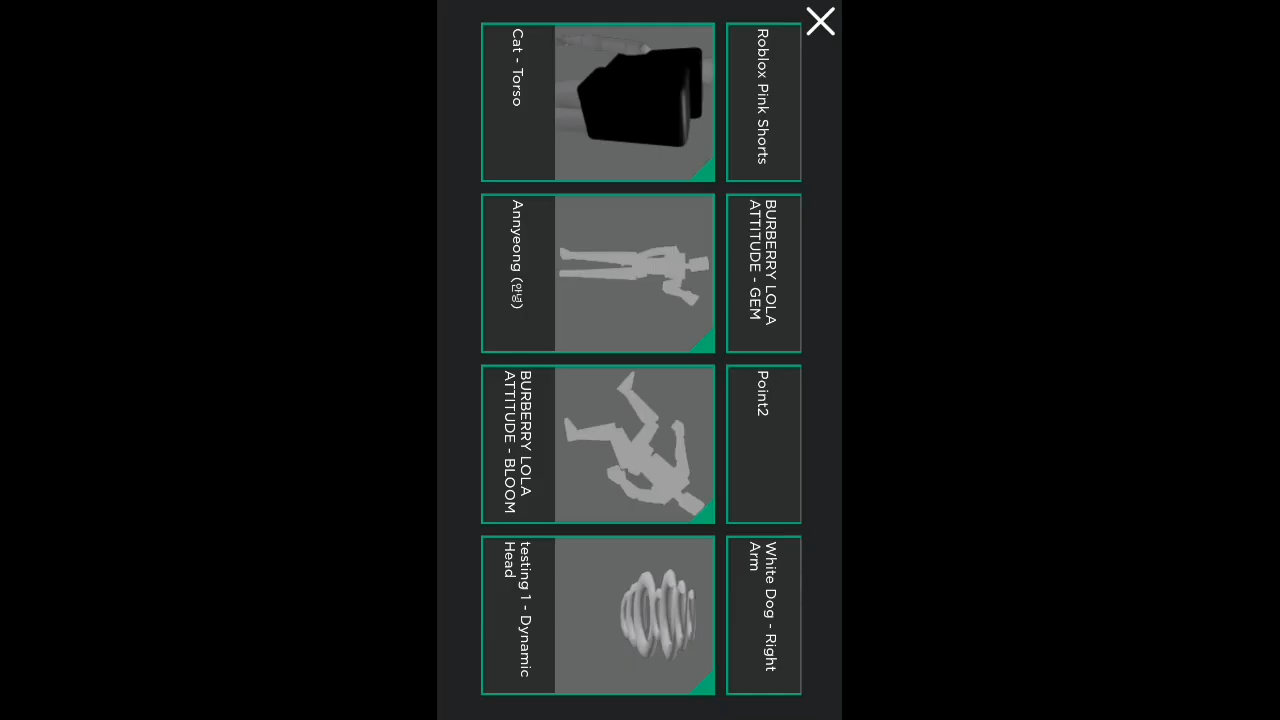 Roblox Pink Shorts
BURBERRY LOLA
ATTITUDE - GEM
Point2
White Dog - Right
Arm
Cat - Torso
Annyeong (안녕)
BURBERRY LOLA
ATTITUDE - BLOOM
testing 1 - Dynamic
Head